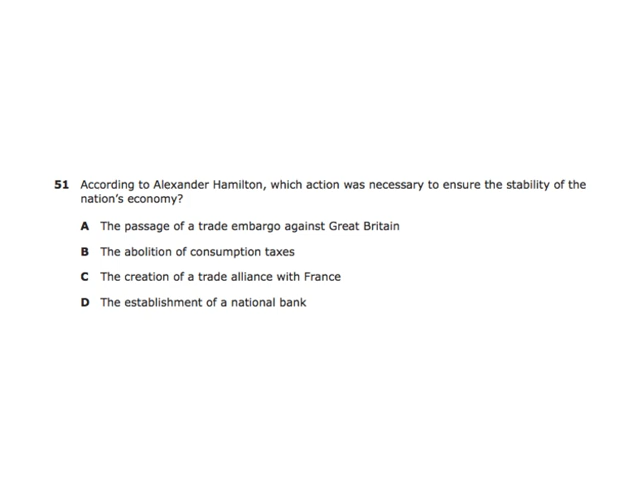 51 According to Alexander Hamilton, which action was necessary to ensure the stability of the
nation's economy?
A The passage of a trade embargo against Great Britain
B The abolition of consumption taxes
C The creation of a trade alliance with France
D The establishment of a national bank